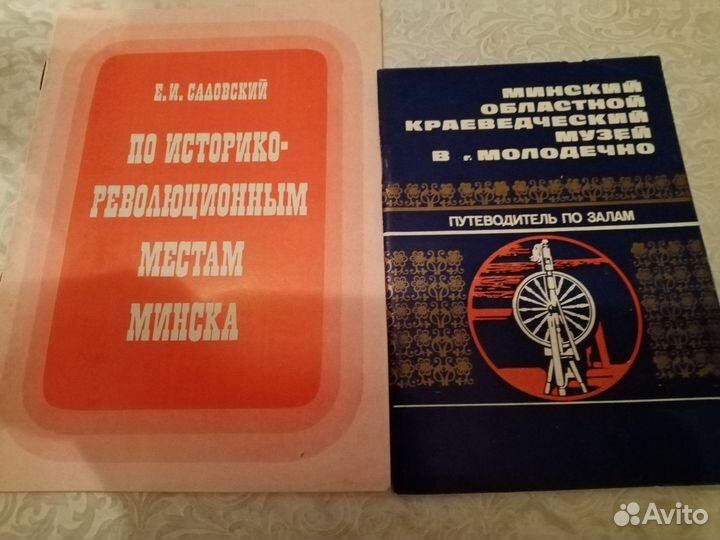 Е.И. САДОВСКИЙ
ПО ИСТОРИКО-
РЕВОЛЮЦИОННЫМ
МЕСТАМ
МИНСКА
МИНСКИЙ
ОБЛАСТНОЙ
КРАЕВЕДЧЕСКИЙ
МУЗЕЙ
В г. МОЛОДЕЧНО
ПУТЕВОДИТЕЛЬ ПО ЗАЛАМ
Avito